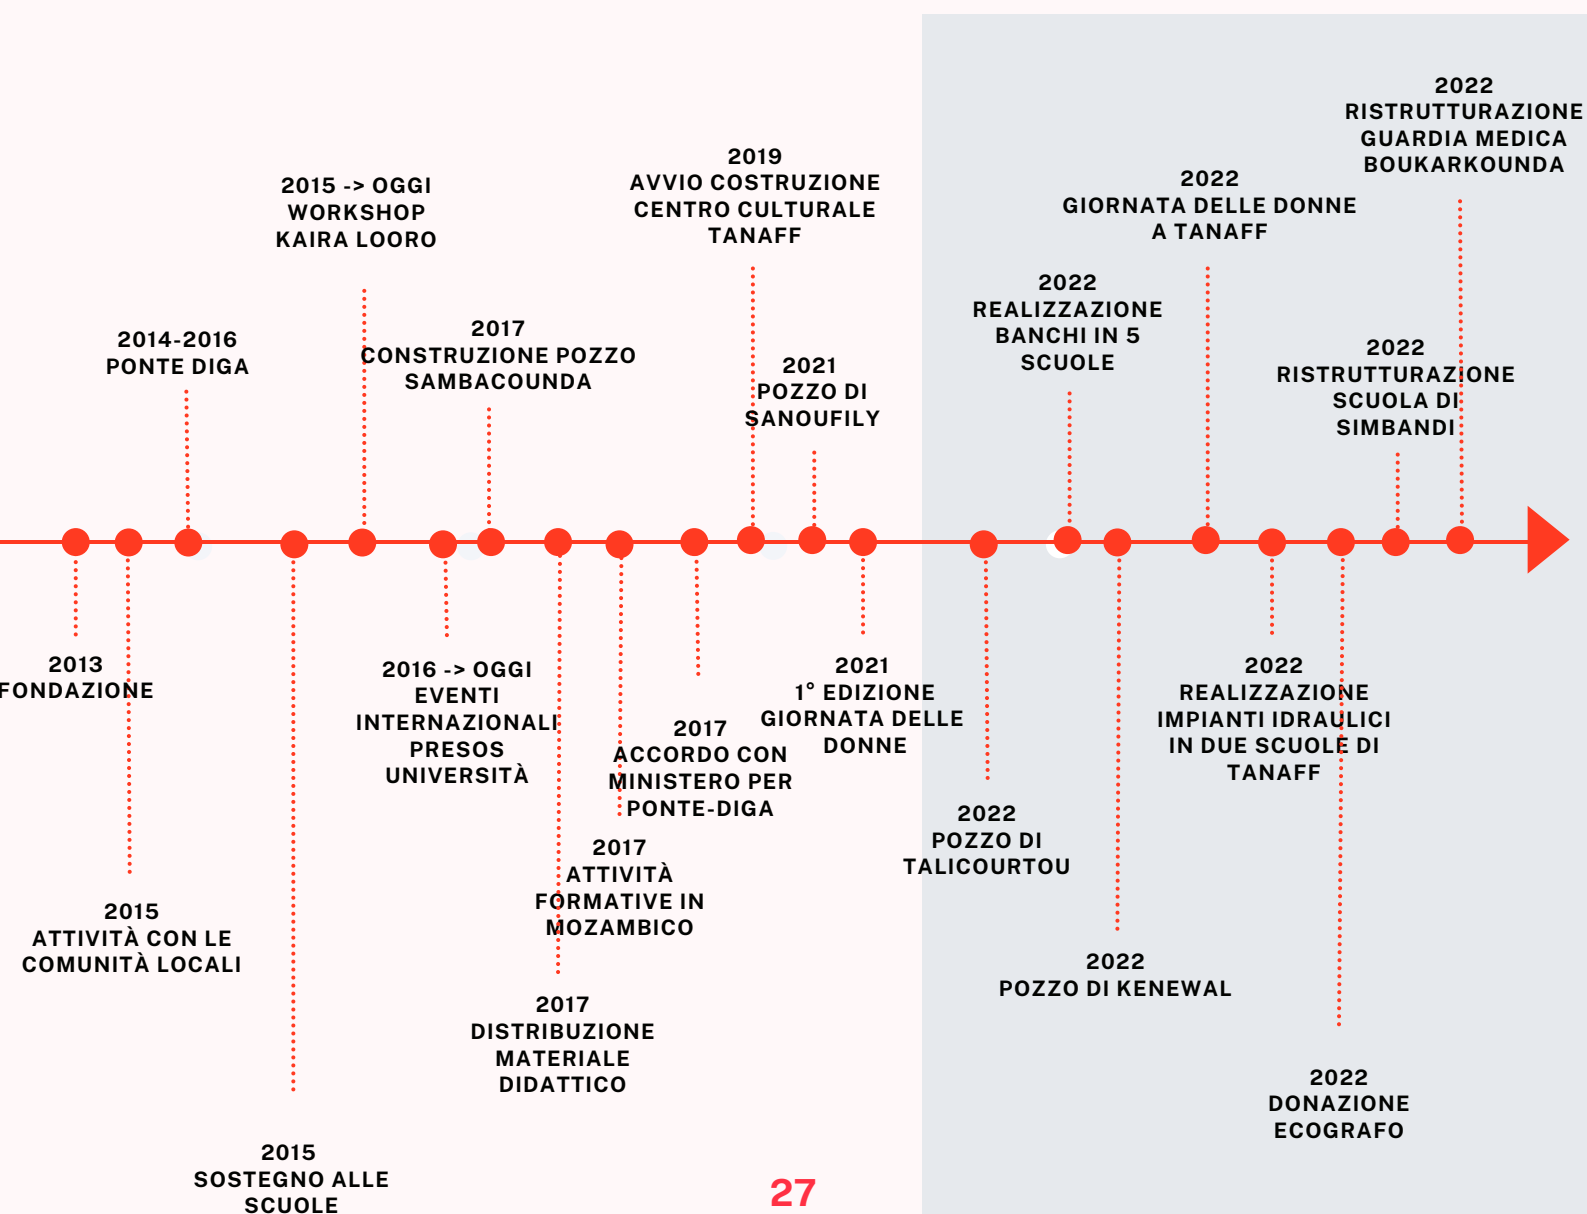 2013
FONDAZIONE
2015
ATTIVITÀ CON LE
COMUNITÀ LOCALI
2014-2016
PONTE DIGA
2015
SOSTEGNO ALLE
SCUOLE
2015 -> OGGI
WORKSHOP
KAIRA LOORO
2016 -> OGGI
EVENTI
INTERNAZIONALI
PRESOS
UNIVERSITÀ
2017
CONSTRUZIONE POZZO
SAMBACOUNDA
2017
DISTRIBUZIONE
MATERIALE
DIDATTICO
2017
ATTIVITÀ
FORMATIVE IN
MOZAMBICO
2017
ACCORDO CON
MINISTERO PER
PONTE-DIGA
2019
AVVIO COSTRUZIONE
CENTRO CULTURALE
TANAFF
2021
POZZO DI
SANOUFILY
2021
1° EDIZIONE
GIORNATA DELLE
DONNE
2022
POZZO DI
TALICOURTOU
2022
REALIZZAZIONE
BANCHI IN 5
SCUOLE
2022
POZZO DI KENEWAL
2022
GIORNATA DELLE DONNE
A TANAFF
2022
REALIZZAZIONE
IMPIANTI IDRAULICI
IN DUE SCUOLE DI
TANAFF
2022
DONAZIONE
ECOGRAFO
2022
RISTRUTTURAZIONE
SCUOLA DI
SIMBANDI
2022
RISTRUTTURAZIONE
GUARDIA MEDICA
BOUKARKOUNDA
27